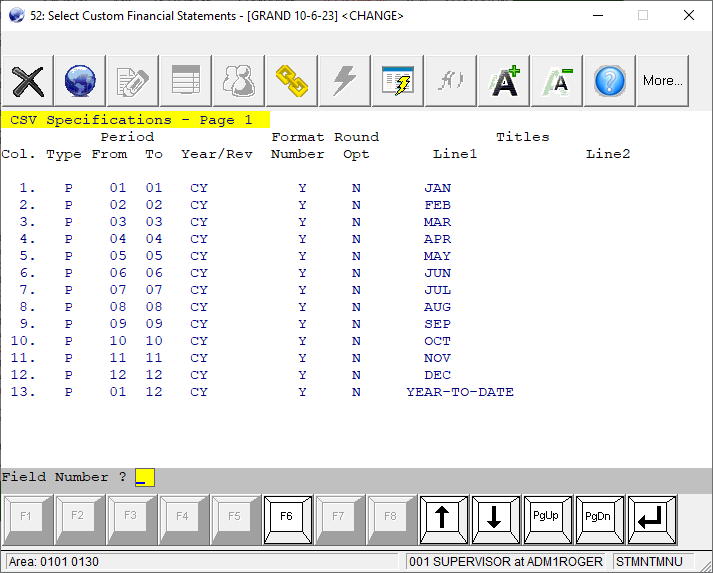 52: Select Custom Financial Statements - [GRAND 10-6-23] <CHANGE>
f() More...
CSV Specifications - Page 1
Period Format Round Titles
Col. Type From To Year/Rev Number Opt Line1 Line2
1. P 01 01 CY Y N JAN
2. P 02 02 CY Y N FEB
3. P 03 03 CY Y N MAR
4. P 04 04 CY Y N APR
5. P 05 05 CY Y N MAY
6. P 06 06 CY Y N JUN
7. P 07 07 CY Y N JUL
8. P 08 08 CY Y N AUG
9. P 09 09 CY Y N SEP
10. P 10 10 CY Y N OCT
11. P 11 11 CY Y N NOV
12. P 12 12 CY Y N DEC
13. P 01 12 CY Y N YEAR-TO-DATE
Field Number ? _
F1 F2 F3 F4 F5 F6 F7 F8 PgUp PgDn
Area: 0101 0130 001 SUPERVISOR at ADM1ROGER STMNTMNU